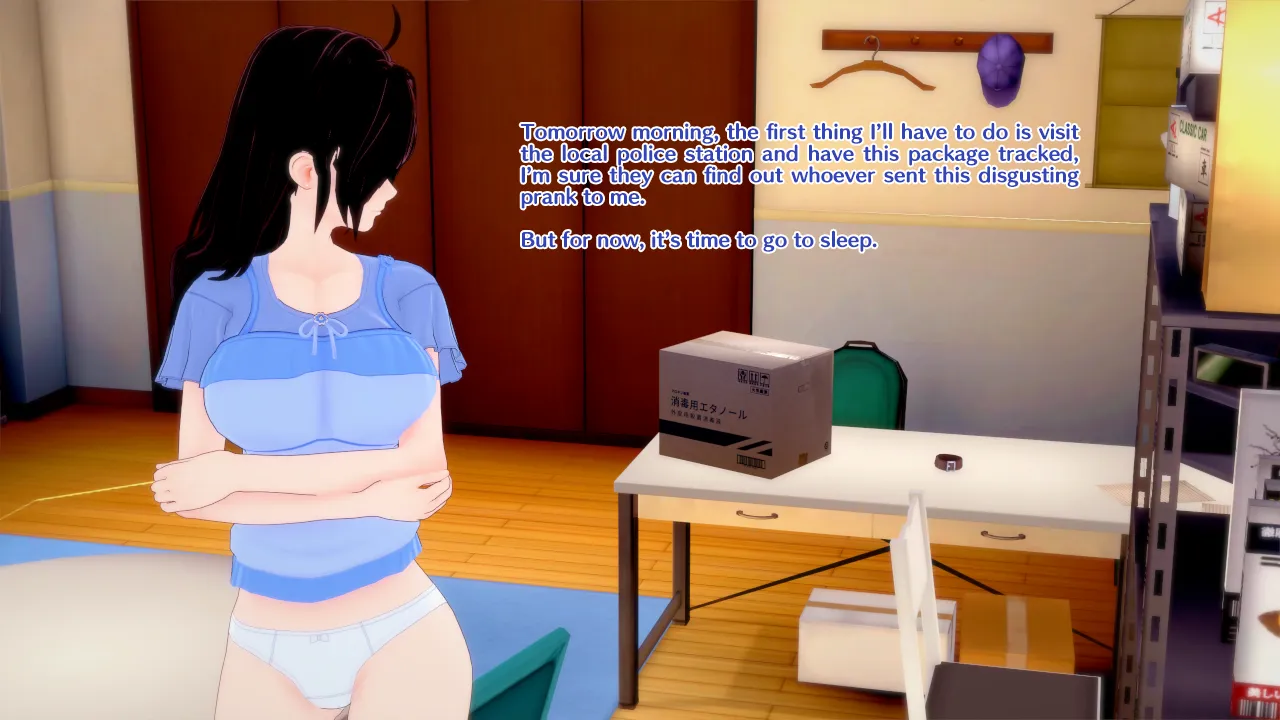 Tomorrow morning, the first thing I'll have to do is visit
the local police station and have this package tracked,
I'm sure they can find out whoever sent this disgusting
prank to me.
But for now, it's time to go to sleep.
CLASSIC CAR
消毒用エタノール
美し